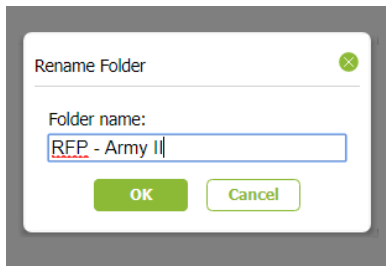 Rename Folder
Folder name:
RFP - Army II
OK
Cancel